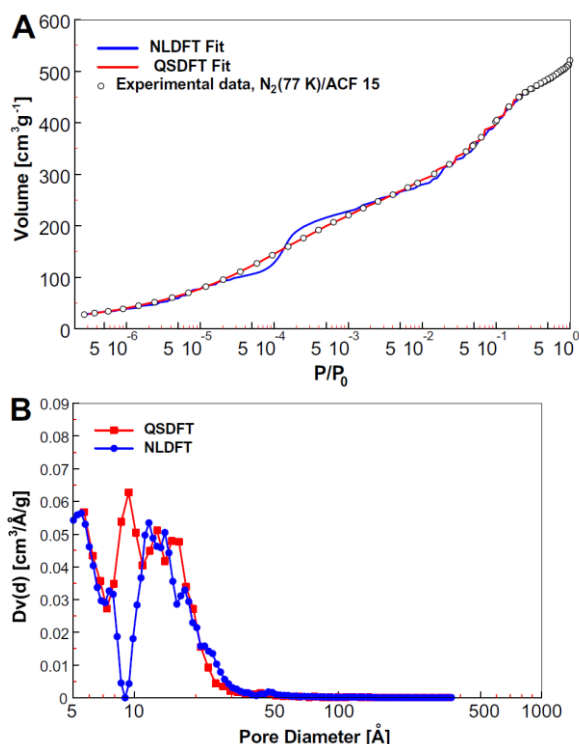 A
600
500
400
300
200
100
0
Volume [cm³g⁻¹]
NLDFT Fit
QSDFT Fit
Experimental data, N₂(77 K)/ACF 15
5 10⁻⁶ 5 10⁻⁵ 5 10⁻⁴ 5 10⁻³ 5 10⁻² 5 10⁻¹ 5 10⁰
P/P₀
B
0.09
0.08
0.07
0.06
0.05
0.04
0.03
0.02
0.01
0
Dv(d) [cm³/Å/g]
QSDFT
NLDFT
5 10 50 100 500 1000
Pore Diameter [Å]